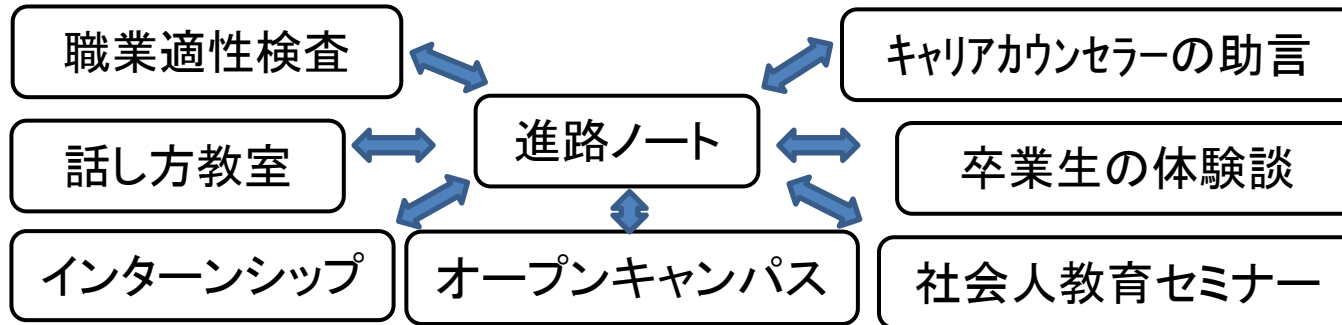 職業適性検査
キャリアカウンセラーの助言
進路ノート
話し方教室
卒業生の体験談
インターンシップ
オープンキャンパス
社会人教育セミナー